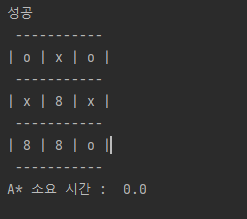 성공
 -----------
| o | x | o |
 -----------
| x | 8 | x |
 -----------
| 8 | 8 | o |
 -----------
A* 소요 시간 :  0.0